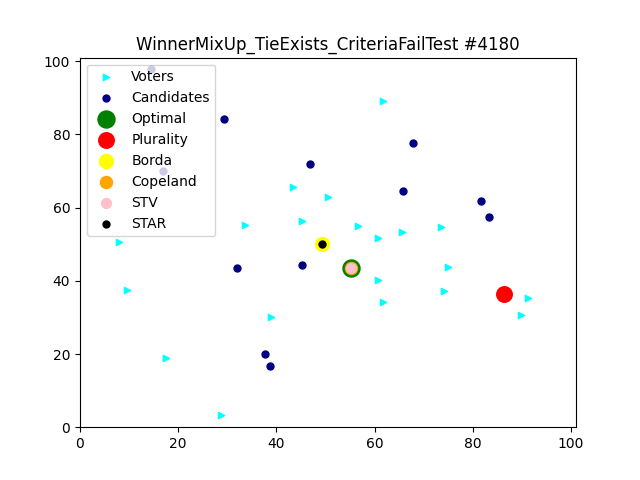 WinnerMixUp_TieExists_CriteriaFailTest #4180
100
80
60
40
20
0
0
20
40
60
80
100
Voters
Candidates
Optimal
Plurality
Borda
Copeland
STV
STAR